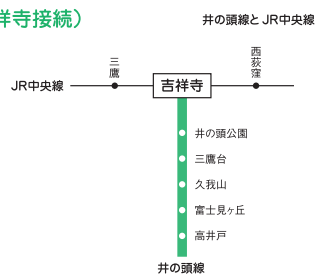 祥寺接続）
井の頭線とJR中央線
三鷹
西荻窪
JR中央線
吉祥寺
井の頭公園
三鷹台
久我山
富士見ヶ丘
高井戸
井の頭線